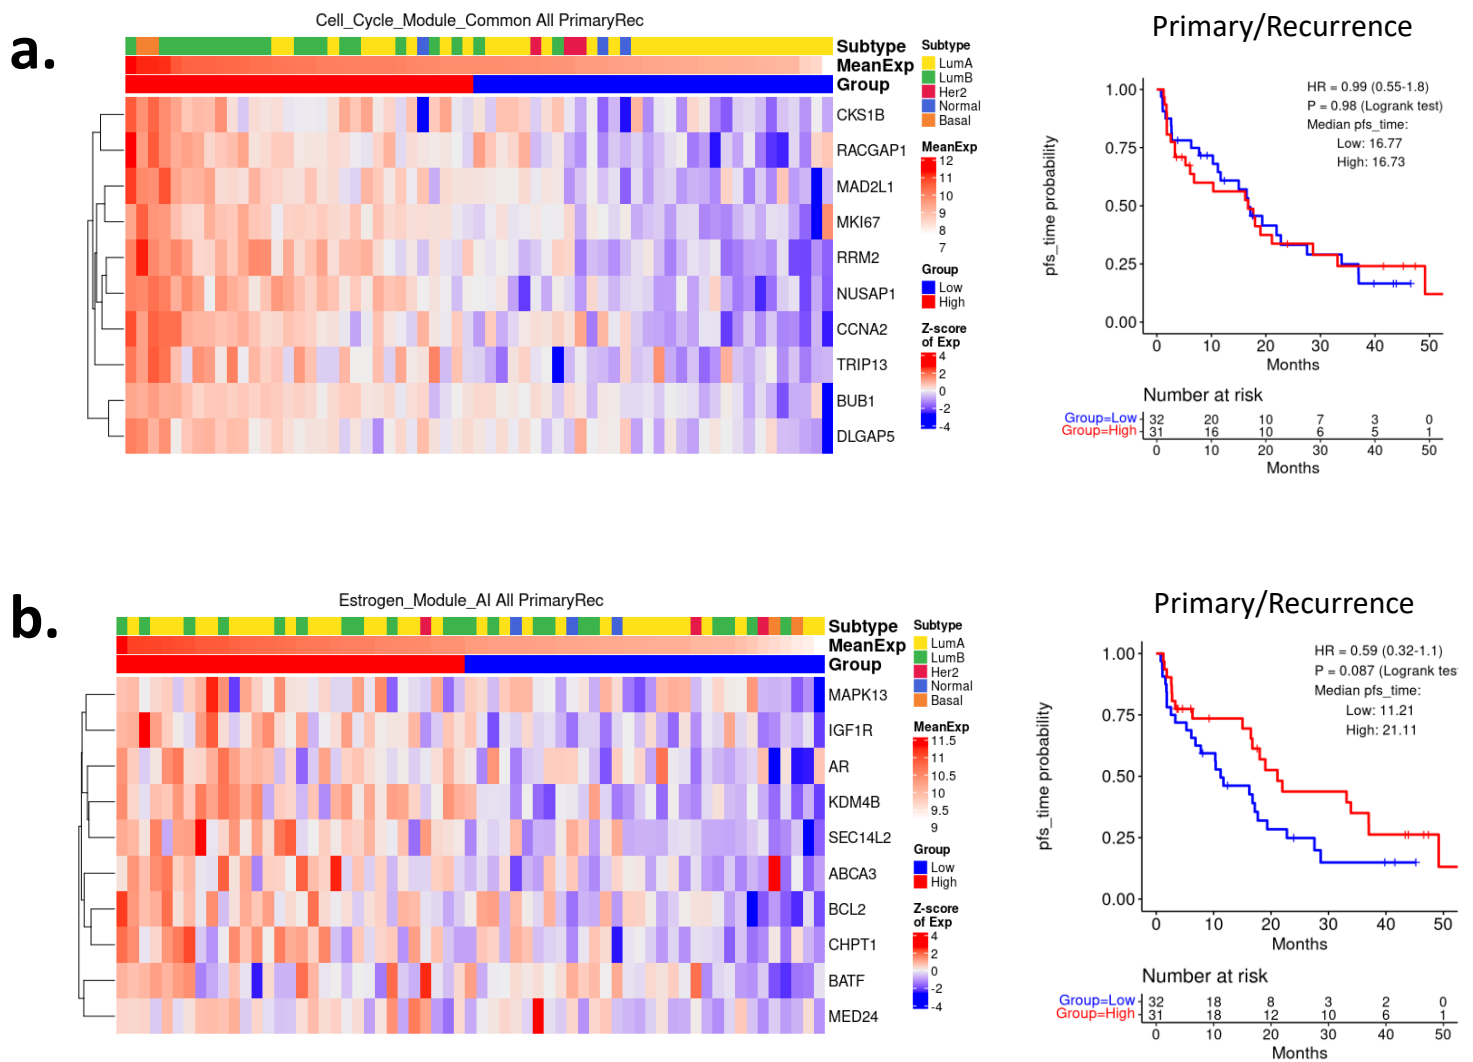 a.
Cell_Cycle_Module_Common All PrimaryRec
Subtype
MeanExp
Group
CKS1B
RACGAP1
MAD2L1
MKI67
RRM2
NUSAP1
CCNA2
TRIP13
BUB1
DLGAP5
Subtype
LumA
LumB
Her2
Normal
Basal
MeanExp
12
11
10
9
8
7
Group
Low
High
Z-score
of Exp
4
2
0
-2
-4
Primary/Recurrence
HR = 0.99 (0.55-1.8)
P = 0.98 (Logrank test)
Median pfs_time:
Low: 16.77
High: 16.73
pfs_time probability
1.00
0.75
0.50
0.25
0.00
0 10 20 30 40 50
Months
Number at risk
Group=Low 32 20 10 7 3 0
Group=High 31 16 10 6 5 1
0 10 20 30 40 50
Months
b.
Estrogen_Module_AI All PrimaryRec
Subtype
MeanExp
Group
MAPK13
IGF1R
AR
KDM4B
SEC14L2
ABCA3
BCL2
CHPT1
BATF
MED24
Subtype
LumA
LumB
Her2
Normal
Basal
MeanExp
11.5
11
10.5
10
9.5
9
Group
Low
High
Z-score
of Exp
4
2
0
-2
-4
Primary/Recurrence
HR = 0.59 (0.32-1.1)
P = 0.087 (Logrank tes
Median pfs_time:
Low: 11.21
High: 21.11
pfs_time probability
1.00
0.75
0.50
0.25
0.00
0 10 20 30 40 50
Months
Number at risk
Group=Low 32 18 8 3 2 0
Group=High 31 18 12 10 6 1
0 10 20 30 40 50
Months